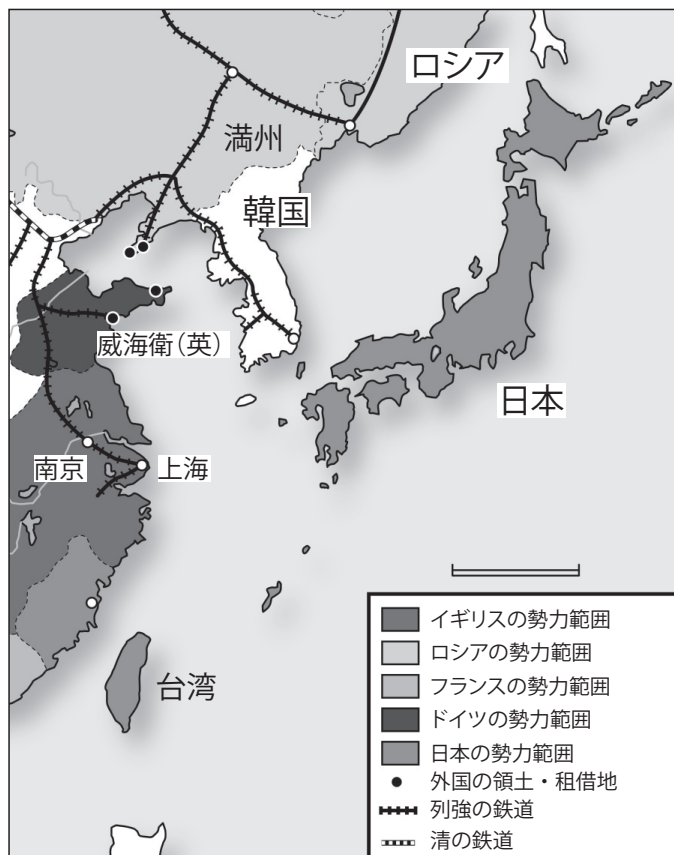 ロシア
満州
韓国
威海衛（英）
日本
南京
上海
台湾
イギリスの勢力範囲
ロシアの勢力範囲
フランスの勢力範囲
ドイツの勢力範囲
日本の勢力範囲
外国の領土・租借地
列強の鉄道
清の鉄道